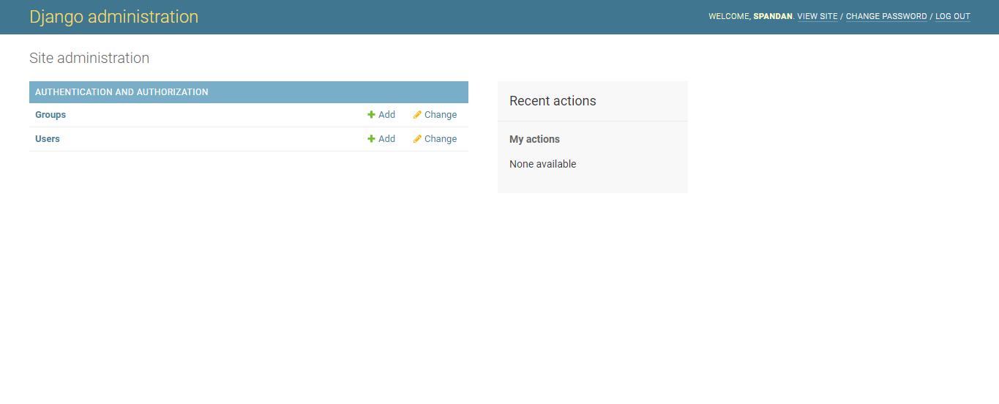 Django administration
WELCOME, SPANDAN. VIEW SITE / CHANGE PASSWORD / LOG OUT
Site administration
AUTHENTICATION AND AUTHORIZATION
Groups Add Change
Users Add Change
Recent actions
My actions
None available